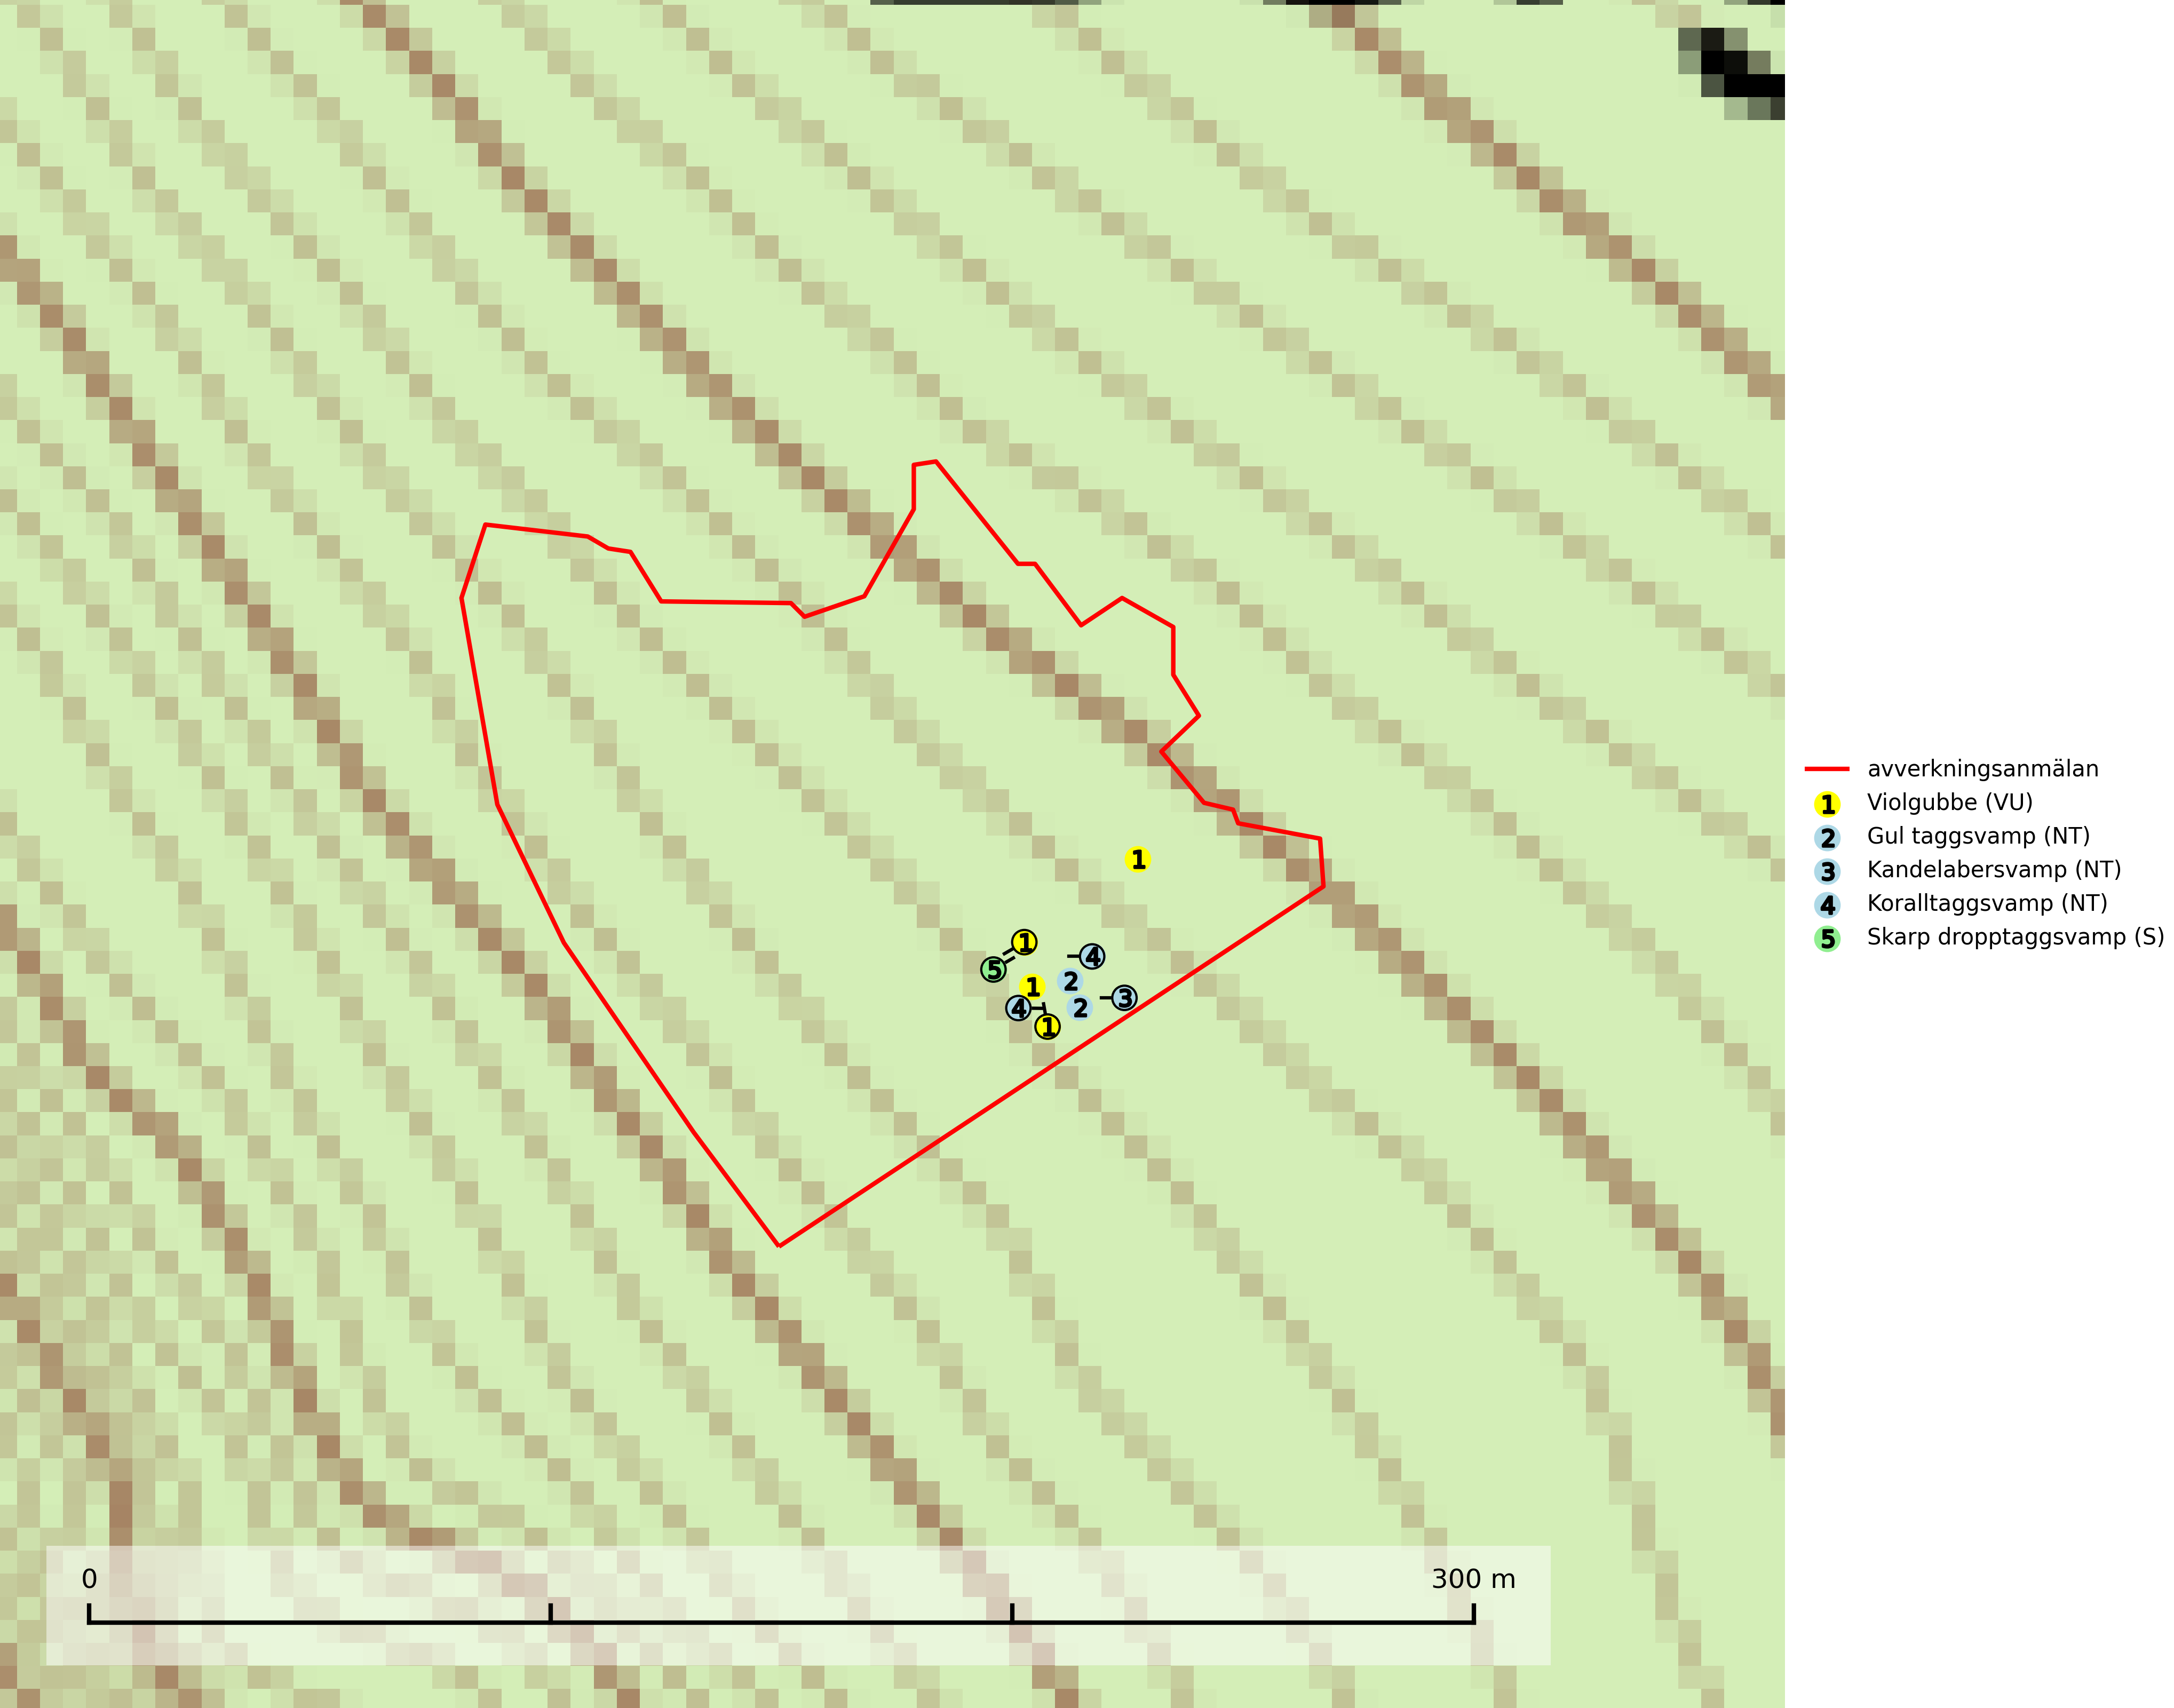 avverkningsanmälan
1 Violgubbe (VU)
2 Gul taggsvamp (NT)
3 Kandelabersvamp (NT)
4 Koralltaggsvamp (NT)
5 Skarp dropptaggsvamp (S)
1
1
4
5
2
1
3
4
2
1
0 300 m